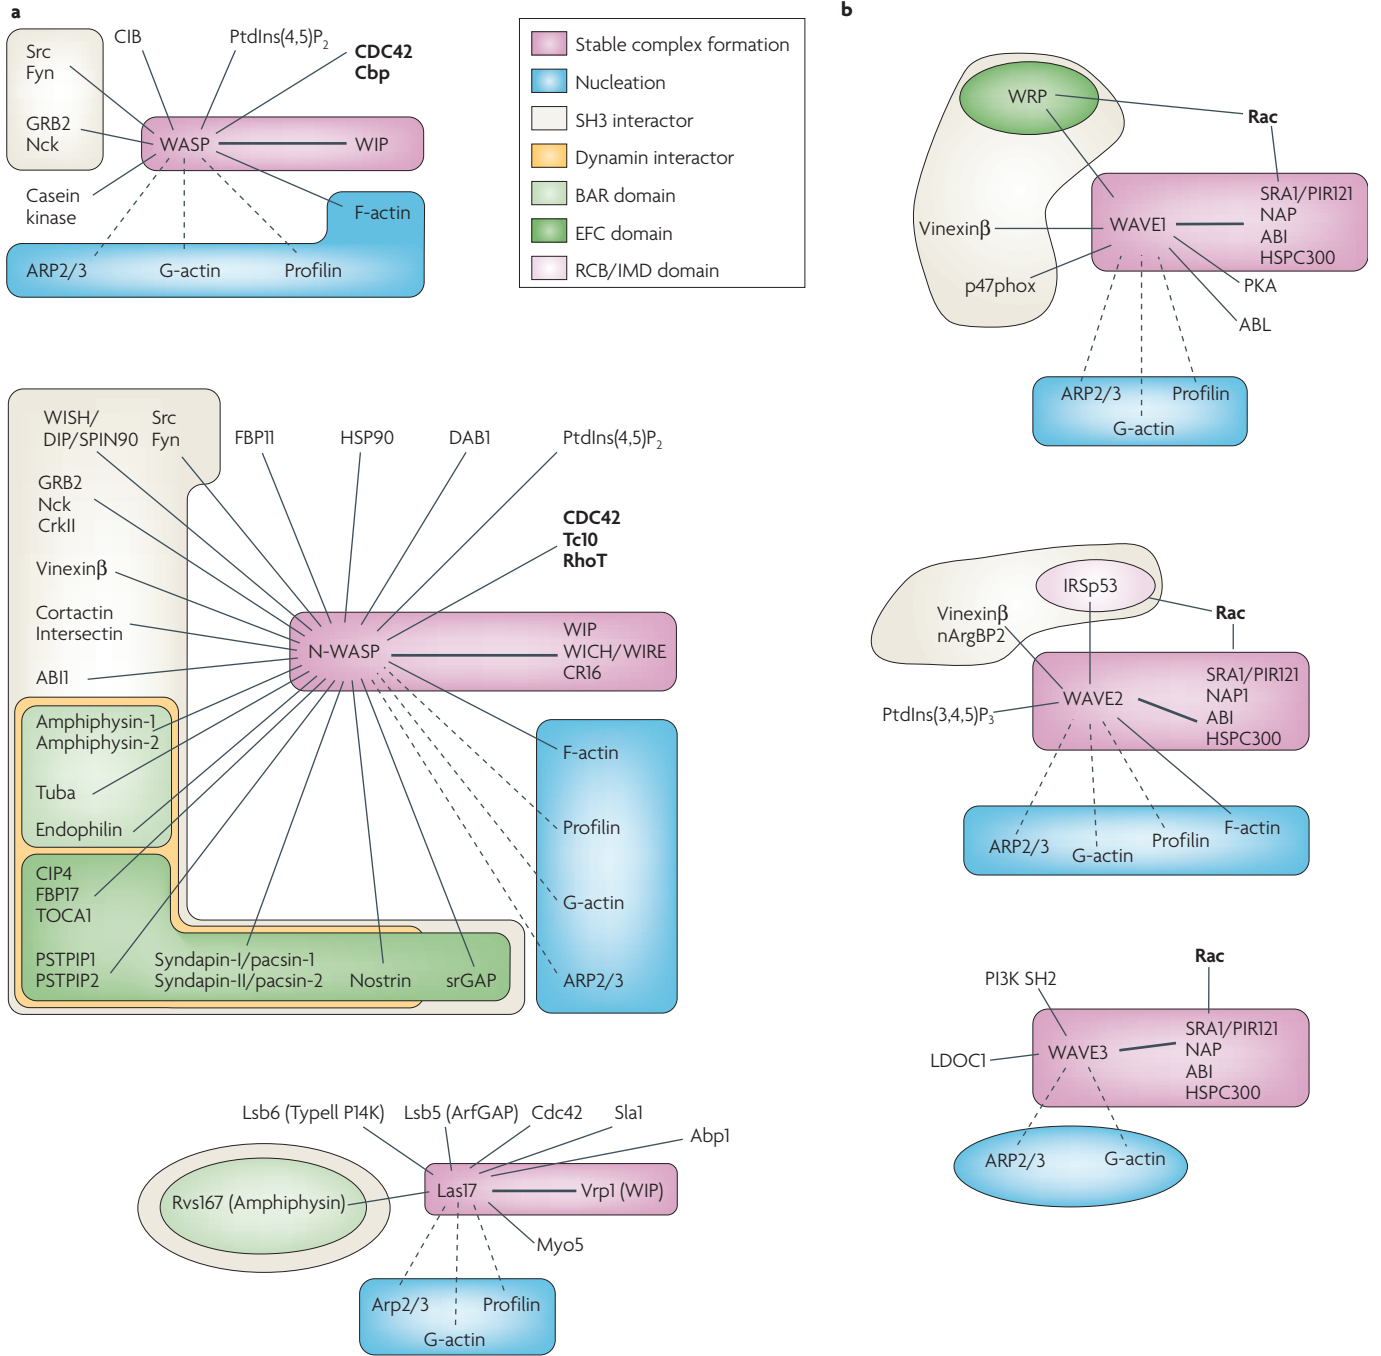 a
Src
Fyn
CIB
PtdIns(4,5)P2
CDC42
Cbp
GRB2
Nck
WASP
WIP
Casein
kinase
F-actin
ARP2/3
G-actin
Profilin
Stable complex formation
Nucleation
SH3 interactor
Dynamin interactor
BAR domain
EFC domain
RCB/IMD domain
WISH/
DIP/SPIN90
Src
Fyn
FBP11
HSP90
DAB1
PtdIns(4,5)P2
GRB2
Nck
CrkII
CDC42
Tc10
RhoT
Vinexinβ
Cortactin
Intersectin
ABI1
N-WASP
WIP
WICH/WIRE
CR16
Amphiphysin-1
Amphiphysin-2
Tuba
Endophilin
CIP4
FBP17
TOCA1
PSTPIP1
PSTPIP2
Syndapin-I/pacsin-1
Syndapin-II/pacsin-2
Nostrin
srGAP
F-actin
Profilin
G-actin
ARP2/3
Lsb6 (TypeII P14K)
Lsb5 (ArfGAP)
Cdc42
Sla1
Abp1
Rvs167 (Amphiphysin)
Las17
Vrp1 (WIP)
Myo5
Arp2/3
Profilin
G-actin
b
WRP
Rac
Vinexinβ
WAVE1
SRA1/PIR121
NAP
ABI
HSPC300
p47phox
PKA
ABL
ARP2/3
Profilin
G-actin
IRSp53
Vinexinβ
nArgBP2
Rac
PtdIns(3,4,5)P3
WAVE2
SRA1/PIR121
NAP1
ABI
HSPC300
ARP2/3
G-actin
Profilin
F-actin
PI3K SH2
Rac
LDOC1
WAVE3
SRA1/PIR121
NAP
ABI
HSPC300
ARP2/3
G-actin